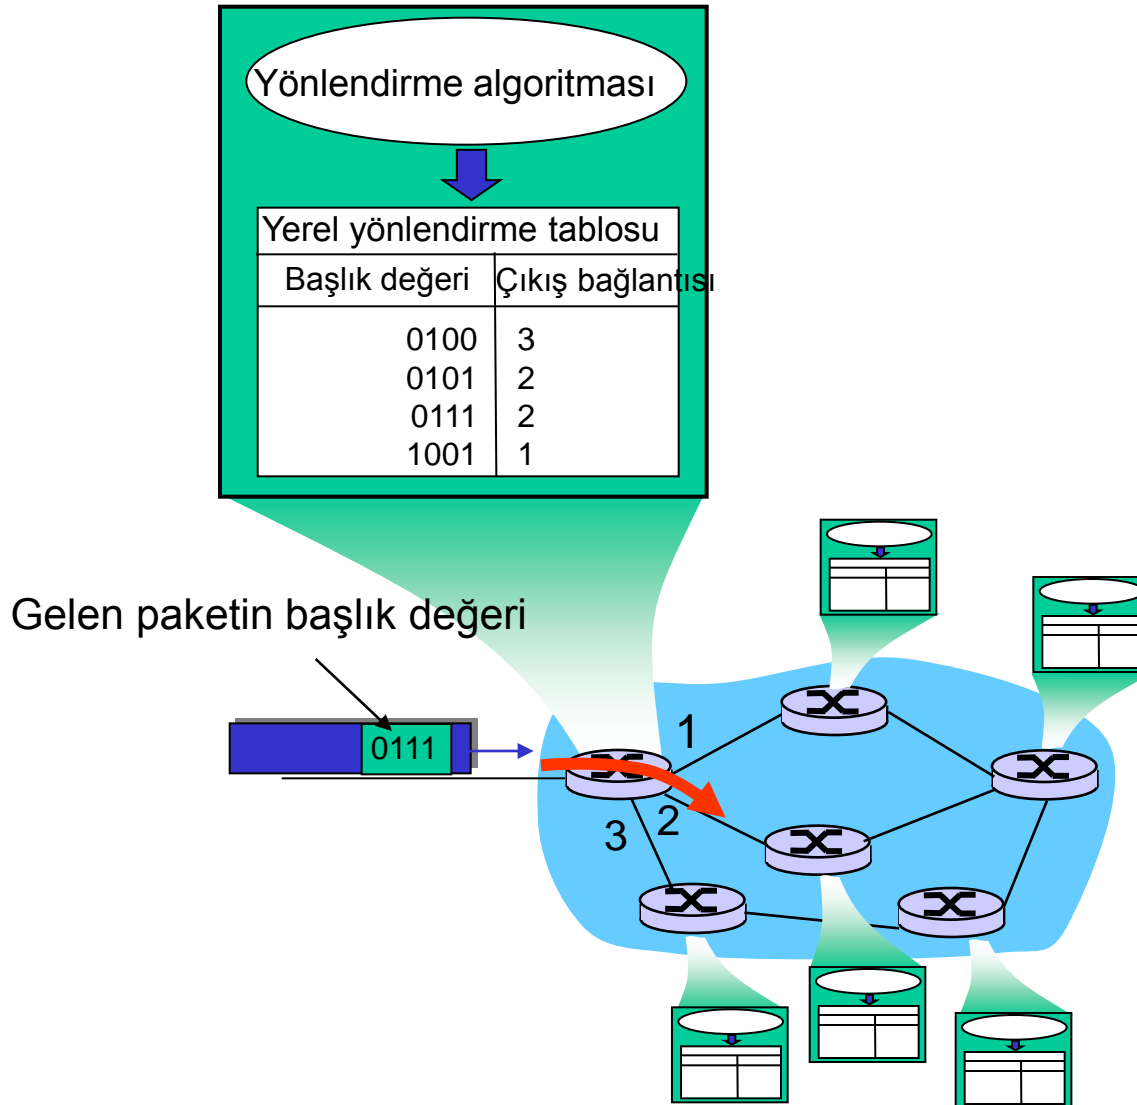 Yönlendirme algoritması
Yerel yönlendirme tablosu
Başlık değeri Çıkış bağlantısı
0100 3
0101 2
0111 2
1001 1
Gelen paketin başlık değeri
0111
1
2
3